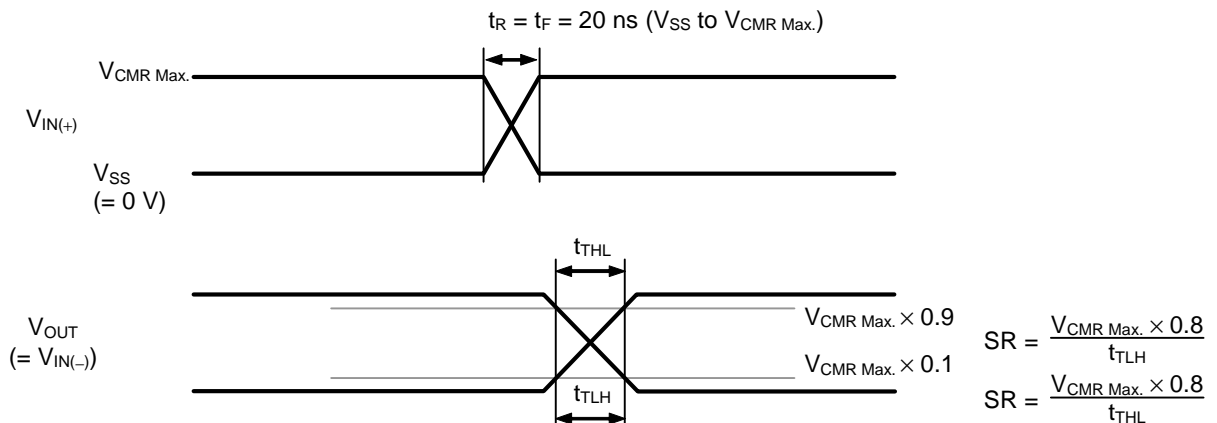 tR = tF = 20 ns (VSS to VCMR Max.)
VCMR Max.
VIN(+)
VSS
(= 0 V)
tTHL
VOUT
(= VIN(−))
VCMR Max. × 0.9
VCMR Max. × 0.1
tTLH
SR = VCMR Max. × 0.8 / tTLH
SR = VCMR Max. × 0.8 / tTHL